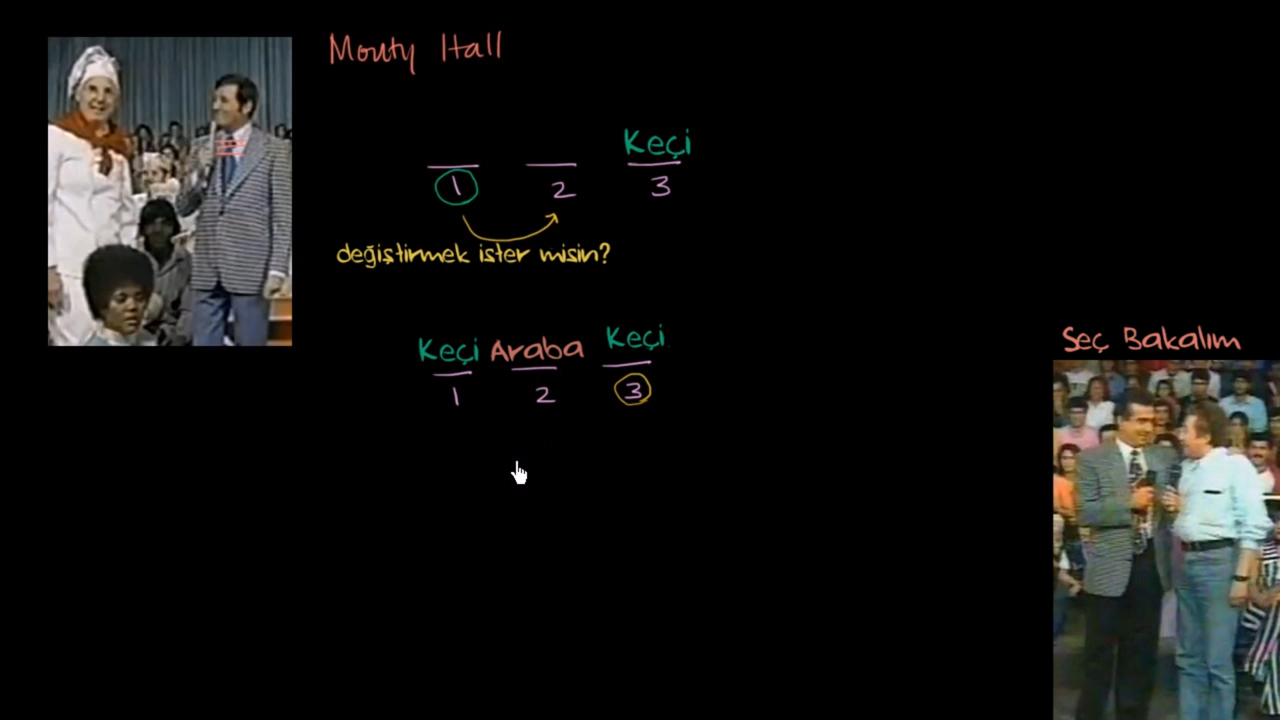 Monty Hall
Keçi
1 2 3
değiştirmek ister misin?
Keçi Araba Keçi
1 2 3
Seç Bakalım